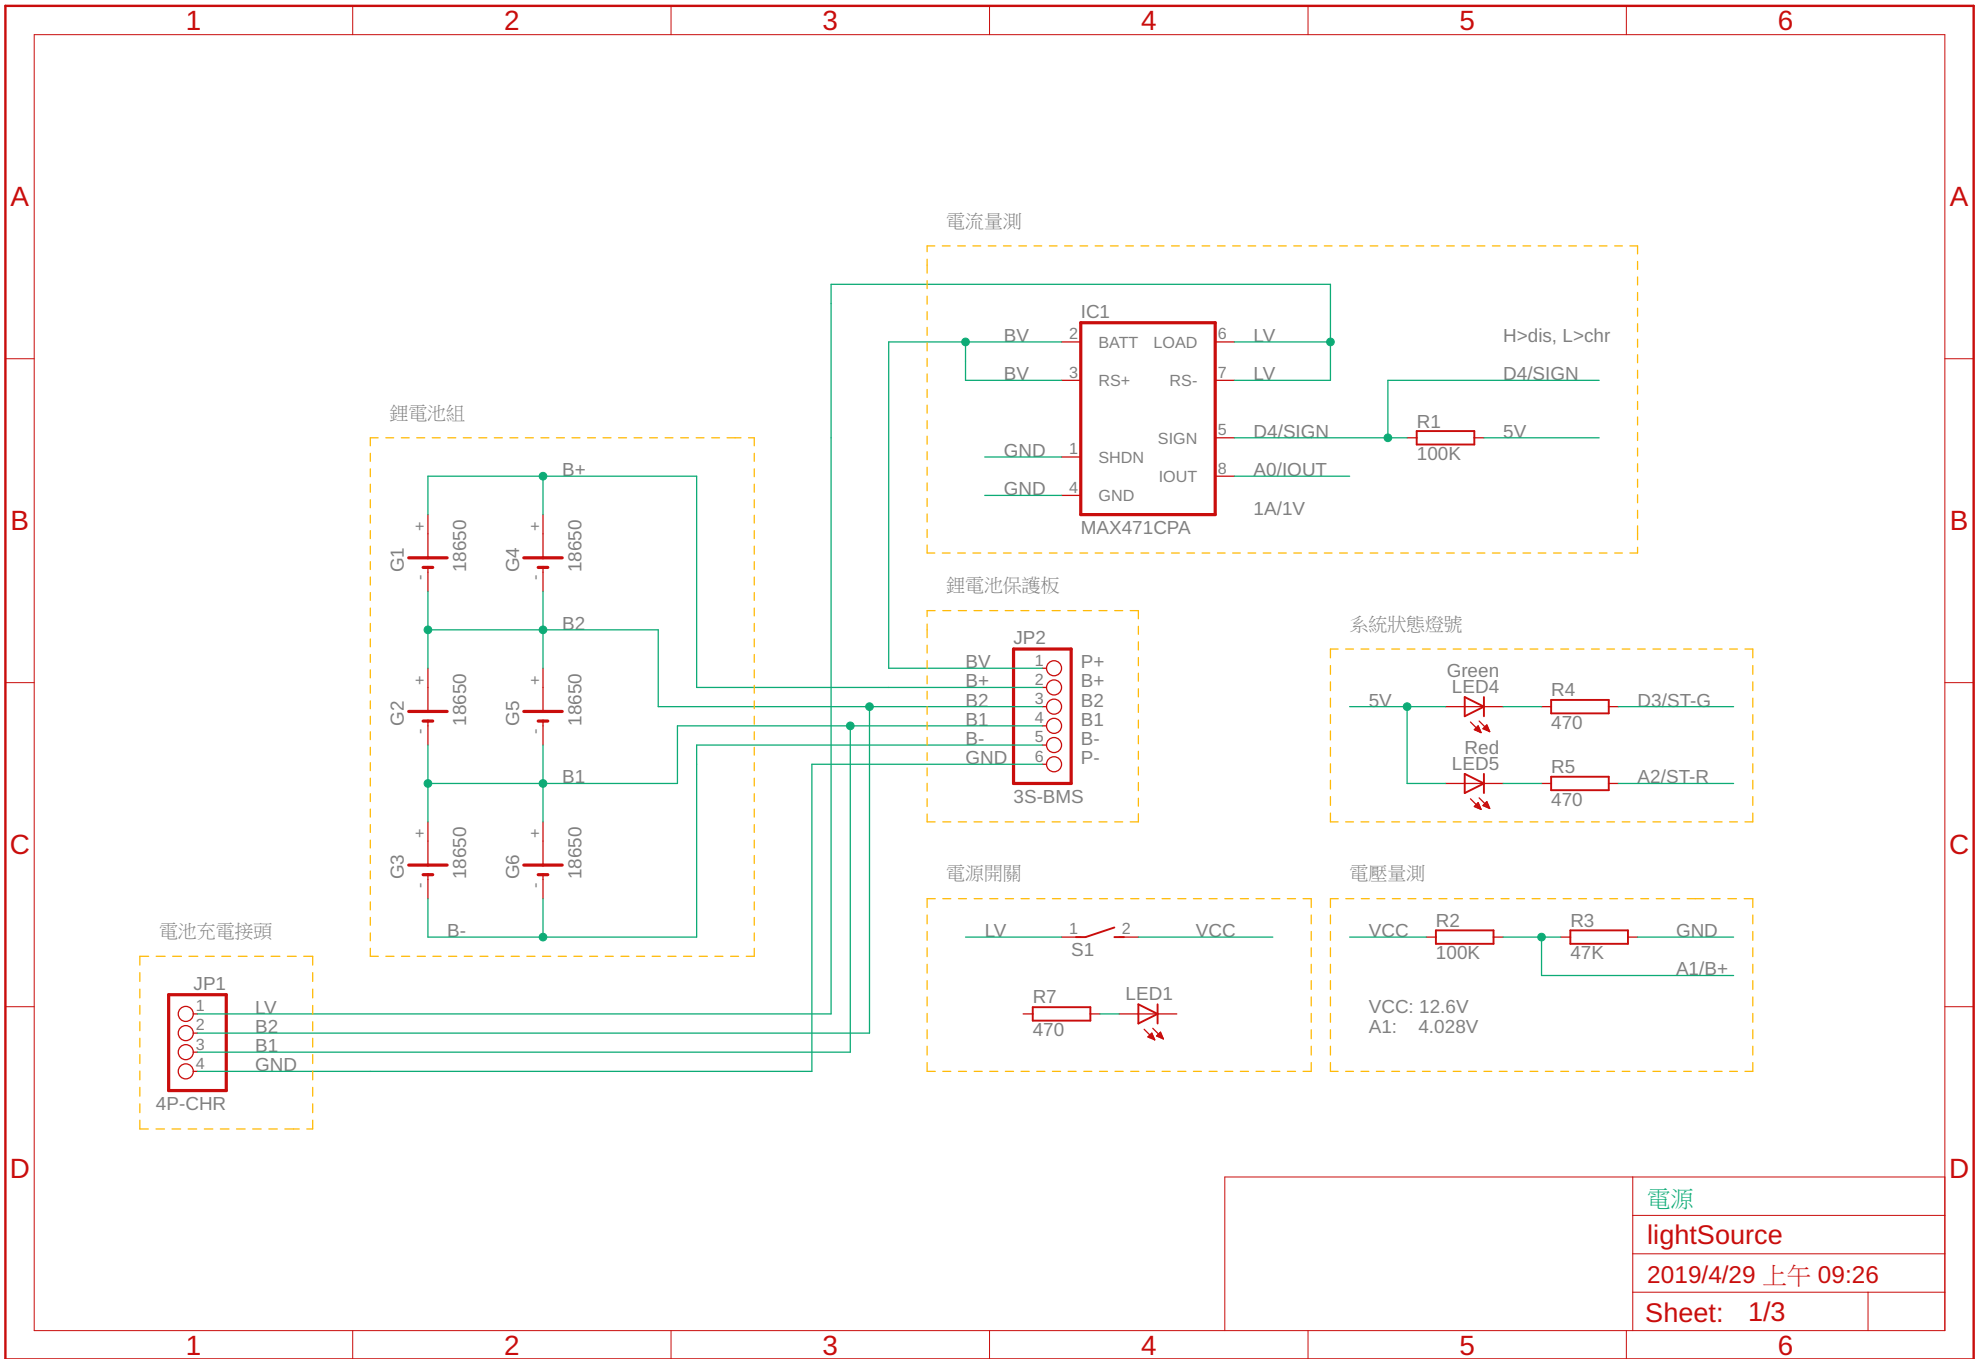 1 2 3 4 5 6
A A
B B
C C
D D
電流量測
IC1
BV 2 BATT LOAD 6 LV
BV 3 RS+ RS- 7 LV
GND 1 SHDN SIGN 5 D4/SIGN
GND 4 GND IOUT 8 A0/IOUT
1A/1V
MAX471CPA
H>dis, L>chr
D4/SIGN
R1 5V
100K
鋰電池組
B+
+ G1 - 18650
+ G4 - 18650
B2
+ G2 - 18650
+ G5 - 18650
B1
+ G3 - 18650
+ G6 - 18650
B-
鋰電池保護板
JP2
BV 1 P+
B+ 2 B+
B2 3 B2
B1 4 B1
B- 5 B-
GND 6 P-
3S-BMS
系統狀態燈號
Green
5V LED4 R4 D3/ST-G
470
Red
LED5 R5 A2/ST-R
470
電源開關
LV 1 2 VCC
S1
R7 LED1
470
電壓量測
VCC R2 R3 GND
100K 47K
A1/B+
VCC: 12.6V
A1: 4.028V
電池充電接頭
JP1
1 LV
2 B2
3 B1
4 GND
4P-CHR
電源
lightSource
2019/4/29 上午 09:26
Sheet: 1/3
1 2 3 4 5 6